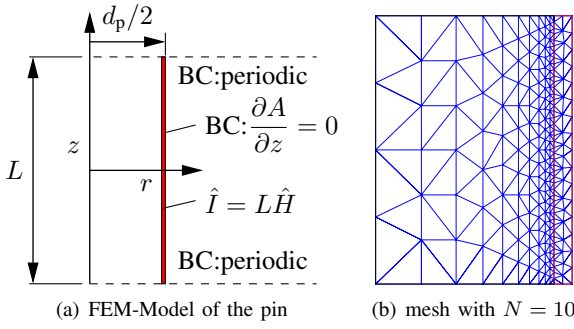 d_p/2
BC:periodic
BC: ∂A/∂z = 0
z
L
r
Î = LĤ
BC:periodic
(a) FEM-Model of the pin
(b) mesh with N = 10